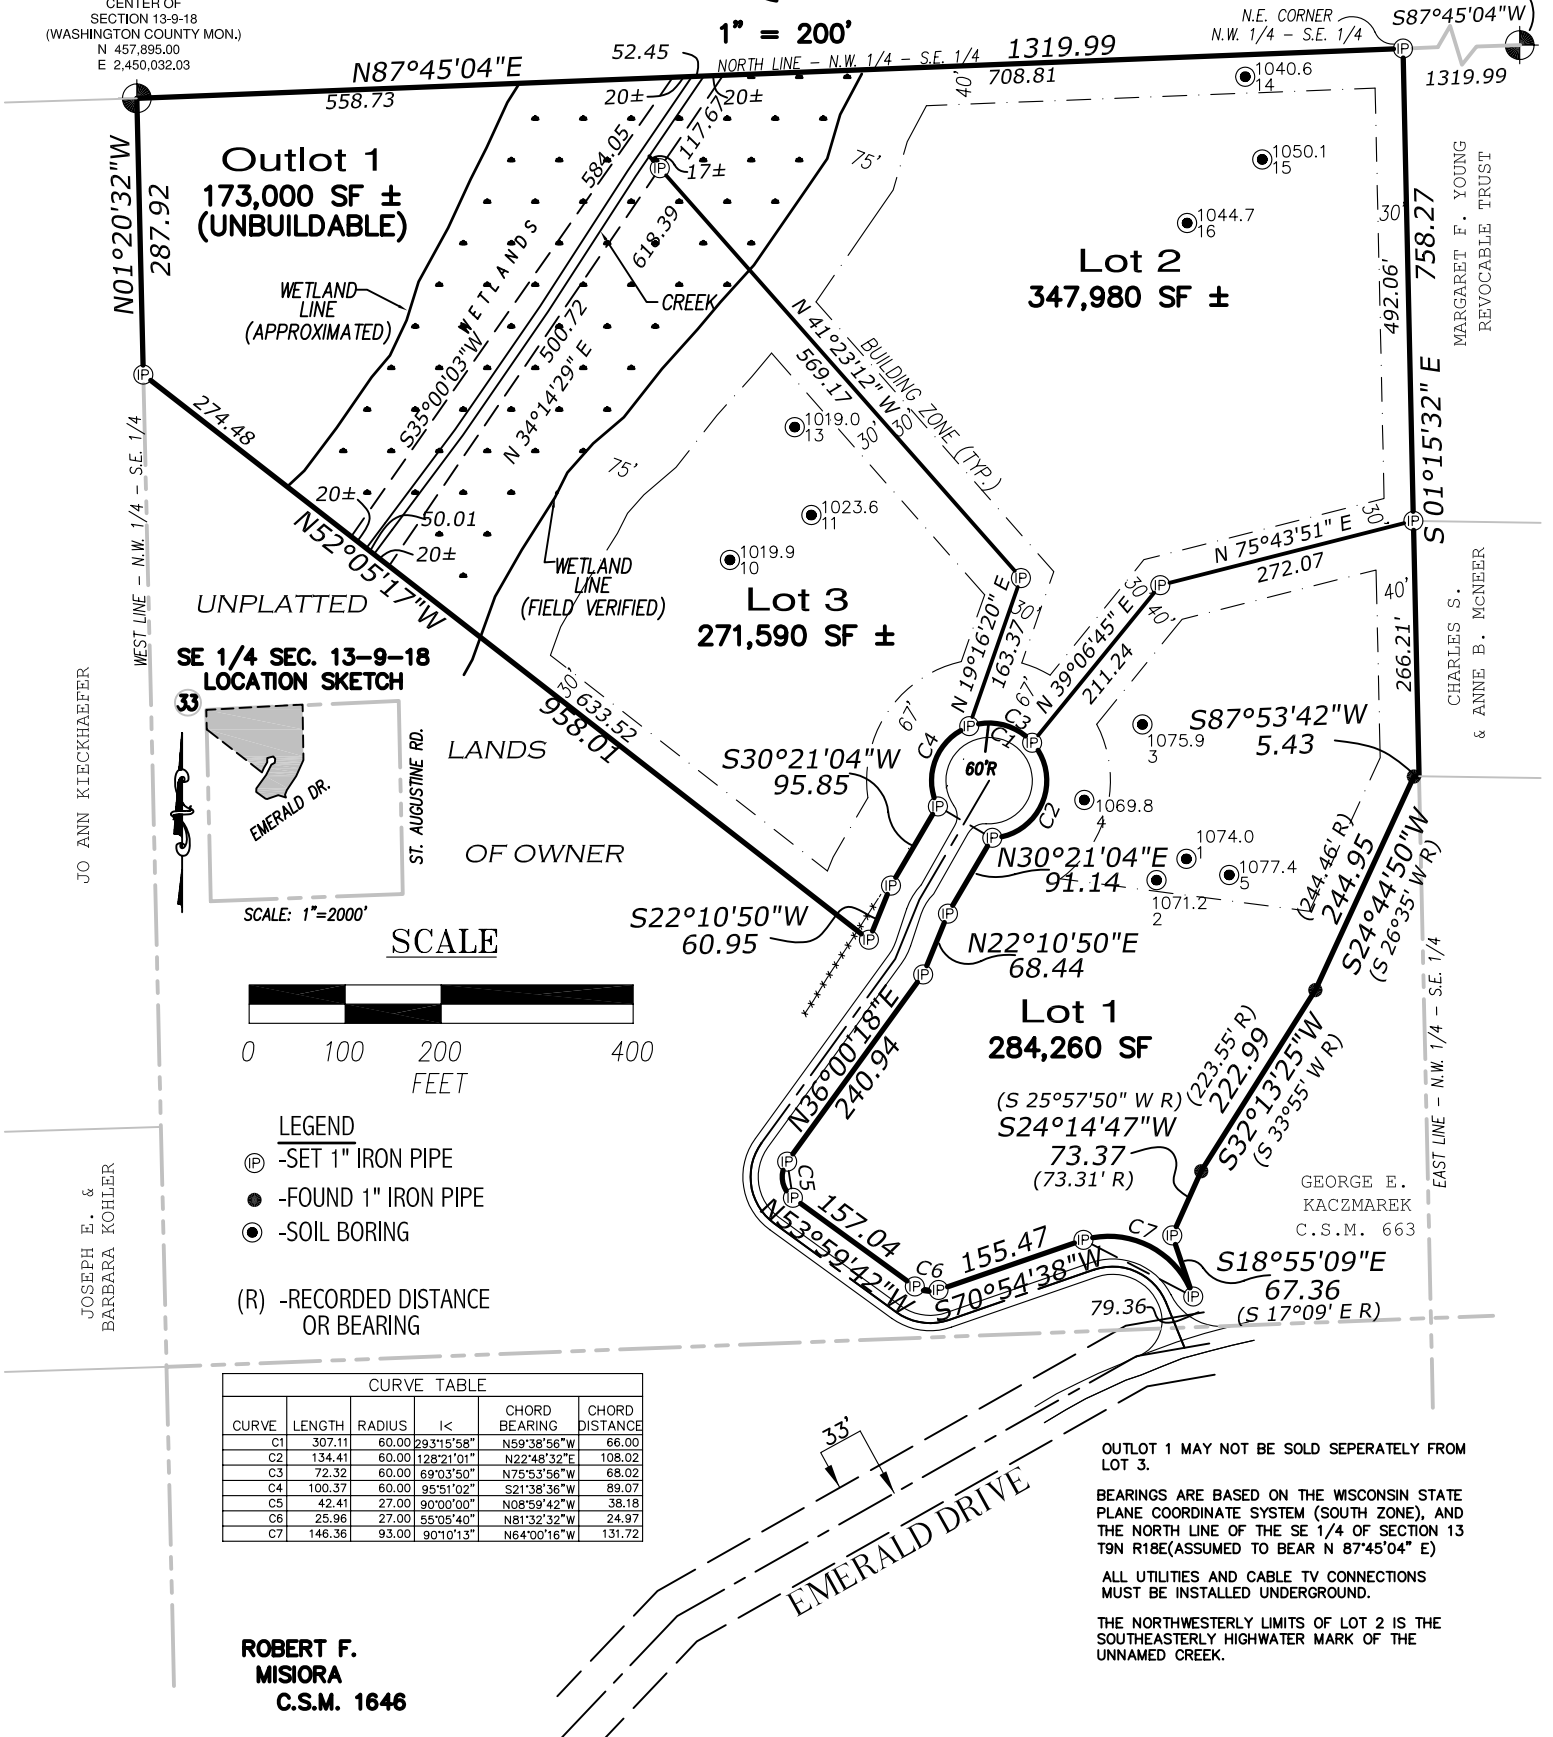 CENTER OF
SECTION 13-9-18
(WASHINGTON COUNTY MON.)
N 457,895.00
E 2,450,032.03
1" = 200'
N.E. CORNER
N.W. 1/4 - S.E. 1/4
S87°45'04"W)
1319.99
N87°45'04"E
558.73
52.45
NORTH LINE - N.W. 1/4 - S.E. 1/4
1319.99
708.81
20±
20±
40'
1040.6
14
1050.1
15
1044.7
16
N01°20'32"W
287.92
Outlot 1
173,000 SF ±
(UNBUILDABLE)
584.05
117.67
17±
75'
618.39
WETLANDS
CREEK
WETLAND
LINE
(APPROXIMATED)
S35°00'03"W
500.72
N 34°14'29" E
Lot 2
347,980 SF ±
30'
492.06'
758.27
S 01°15'32" E
MARGARET F. YOUNG
REVOCABLE TRUST
N 41°23'12" W
569.17
30'
30'
BUILDING ZONE (TYP.)
274.48
1019.0
13
1023.6
11
1019.9
10
75'
20±
50.01
20±
N52°05'17"W
WETLAND
LINE
(FIELD VERIFIED)
Lot 3
271,590 SF ±
30'
633.52
958.01
WEST LINE - N.W. 1/4 - S.E. 1/4
UNPLATTED
LANDS
OF OWNER
SE 1/4 SEC. 13-9-18
LOCATION SKETCH
33
EMERALD DR.
ST. AUGUSTINE RD.
SCALE: 1"=2000'
JO ANN KIECKHAEFER
N 19°16'20" E
163.37
30'
67'
67'
N 39°06'45" E
211.24
30'
40'
N 75°43'51" E
272.07
30'
40'
266.21'
CHARLES S.
& ANNE B. McNEER
C4
C1
C3
C2
60'R
S30°21'04"W
95.85
S87°53'42"W
5.43
1075.9
3
1069.8
4
1074.0
1
1077.4
5
1071.2
2
N30°21'04"E
91.14
S22°10'50"W
60.95
N22°10'50"E
68.44
Lot 1
284,260 SF
(244.46' R)
244.95
S24°44'50"W
(S 26°35' W R)
N36°00'18"E
240.94
(223.55' R)
222.99
S32°13'25"W
(S 33°55' W R)
(S 25°57'50" W R)
S24°14'47"W
73.37
(73.31' R)
EAST LINE - N.W. 1/4 - S.E. 1/4
GEORGE E.
KACZMAREK
C.S.M. 663
S18°55'09"E
67.36
(S 17°09' E R)
C5
157.04
N53°59'42"W
C6
155.47
S70°54'38"W
C7
79.36
SCALE
0 100 200 400
FEET
LEGEND
IP -SET 1" IRON PIPE
-FOUND 1" IRON PIPE
-SOIL BORING
(R) -RECORDED DISTANCE
OR BEARING
JOSEPH E. &
BARBARA KOHLER
CURVE TABLE
CURVE LENGTH RADIUS I< CHORD BEARING CHORD DISTANCE
C1 307.11 60.00 293°15'58" N59°38'56"W 66.00
C2 134.41 60.00 128°21'01" N22°48'32"E 108.02
C3 72.32 60.00 69°03'50" N75°53'56"W 68.02
C4 100.37 60.00 95°51'02" S21°38'36"W 89.07
C5 42.41 27.00 90°00'00" N08°59'42"W 38.18
C6 25.96 27.00 55°05'40" N81°32'32"W 24.97
C7 146.36 93.00 90°10'13" N64°00'16"W 131.72
33'
EMERALD DRIVE
OUTLOT 1 MAY NOT BE SOLD SEPERATELY FROM
LOT 3.
BEARINGS ARE BASED ON THE WISCONSIN STATE
PLANE COORDINATE SYSTEM (SOUTH ZONE), AND
THE NORTH LINE OF THE SE 1/4 OF SECTION 13
T9N R18E(ASSUMED TO BEAR N 87°45'04" E)
ALL UTILITIES AND CABLE TV CONNECTIONS
MUST BE INSTALLED UNDERGROUND.
THE NORTHWESTERLY LIMITS OF LOT 2 IS THE
SOUTHEASTERLY HIGHWATER MARK OF THE
UNNAMED CREEK.
ROBERT F.
MISIORA
C.S.M. 1646